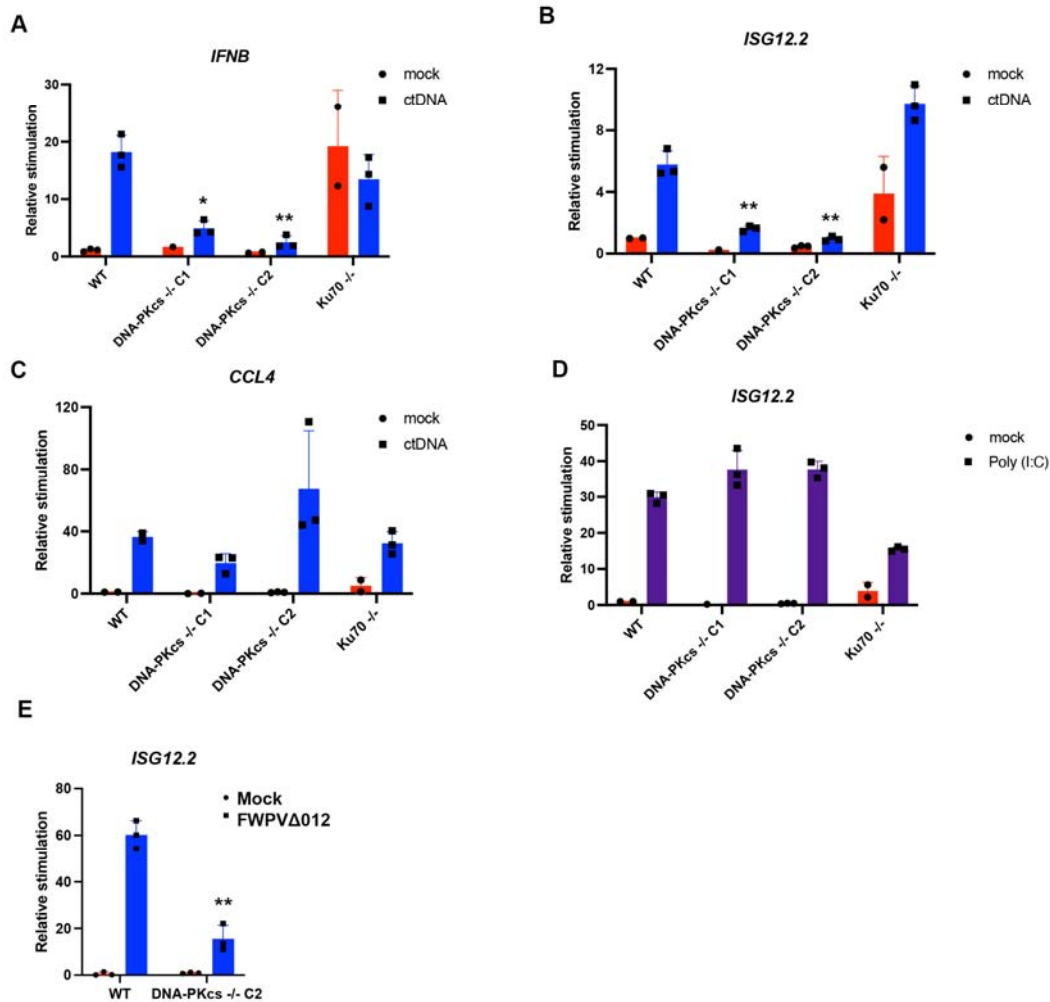 A
IFNB
Relative stimulation
30
20
10
0
mock
ctDNA
*
**
WT
DNA-PKcs -/- C1
DNA-PKcs -/- C2
Ku70 -/-
B
ISG12.2
Relative stimulation
12
8
4
0
mock
ctDNA
**
**
WT
DNA-PKcs -/- C1
DNA-PKcs -/- C2
Ku70 -/-
C
CCL4
Relative stimulation
120
80
40
0
mock
ctDNA
WT
DNA-PKcs -/- C1
DNA-PKcs -/- C2
Ku70 -/-
D
ISG12.2
Relative stimulation
50
40
30
20
10
0
mock
Poly (I:C)
WT
DNA-PKcs -/- C1
DNA-PKcs -/- C2
Ku70 -/-
E
ISG12.2
Relative stimulation
80
60
40
20
0
Mock
FWPVΔ012
**
WT
DNA-PKcs -/- C2